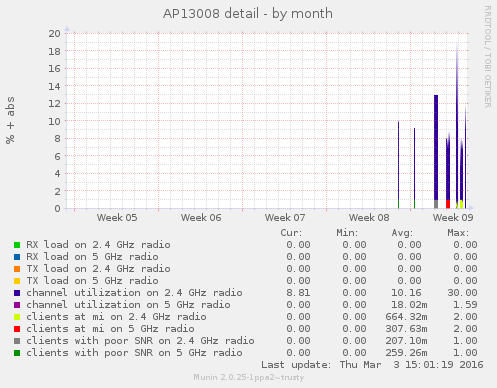 AP13008 detail - by month
RRDTOOL / TOBI OETIKER
% + abs
20
18
16
14
12
10
8
6
4
2
0
Week 05 Week 06 Week 07 Week 08 Week 09
Cur: Min: Avg: Max:
RX load on 2.4 GHz radio 0.00 0.00 0.00 0.00
RX load on 5 GHz radio 0.00 0.00 0.00 0.00
TX load on 2.4 GHz radio 0.00 0.00 0.00 0.00
TX load on 5 GHz radio 0.00 0.00 0.00 0.00
channel utilization on 2.4 GHz radio 8.81 0.00 10.16 30.00
channel utilization on 5 GHz radio 0.00 0.00 18.02m 1.59
clients at mi on 2.4 GHz radio 0.00 0.00 664.32m 2.00
clients at mi on 5 GHz radio 0.00 0.00 307.63m 2.00
clients with poor SNR on 2.4 GHz radio 0.00 0.00 207.10m 1.00
clients with poor SNR on 5 GHz radio 0.00 0.00 259.26m 1.00
Last update: Thu Mar 3 15:01:19 2016
Munin 2.0.25-1ppa2~trusty